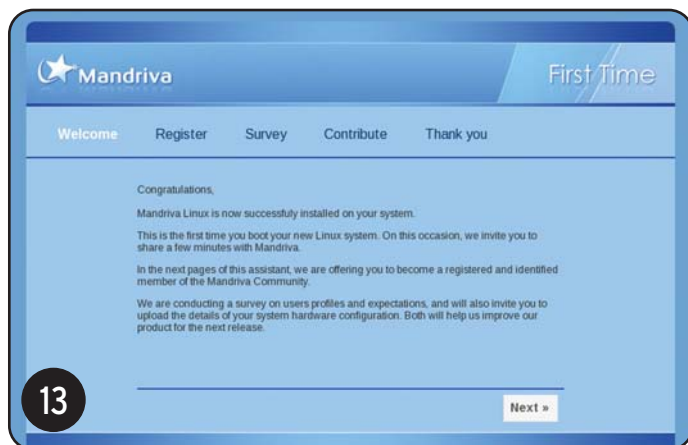 Mandriva
First Time
Welcome Register Survey Contribute Thank you
Congratulations,
Mandriva Linux is now successfuly installed on your system.
This is the first time you boot your new Linux system. On this occasion, we invite you to
share a few minutes with Mandriva.
In the next pages of this assistant, we are offering you to become a registered and identified
member of the Mandriva Community.
We are conducting a survey on users profiles and expectations, and will also invite you to
upload the details of your system hardware configuration. Both will help us improve our
product for the next release.
Next »
13